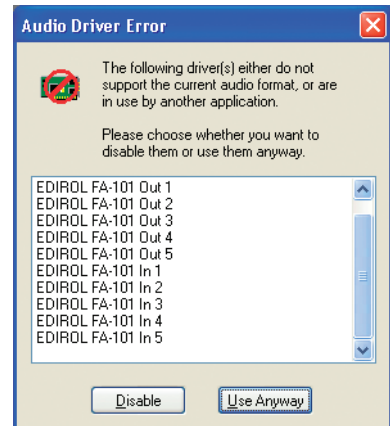 Audio Driver Error
The following driver(s) either do not
support the current audio format, or are
in use by another application.
Please choose whether you want to
disable them or use them anyway.
EDIROL FA-101 Out 1
EDIROL FA-101 Out 2
EDIROL FA-101 Out 3
EDIROL FA-101 Out 4
EDIROL FA-101 Out 5
EDIROL FA-101 In 1
EDIROL FA-101 In 2
EDIROL FA-101 In 3
EDIROL FA-101 In 4
EDIROL FA-101 In 5
Disable
Use Anyway